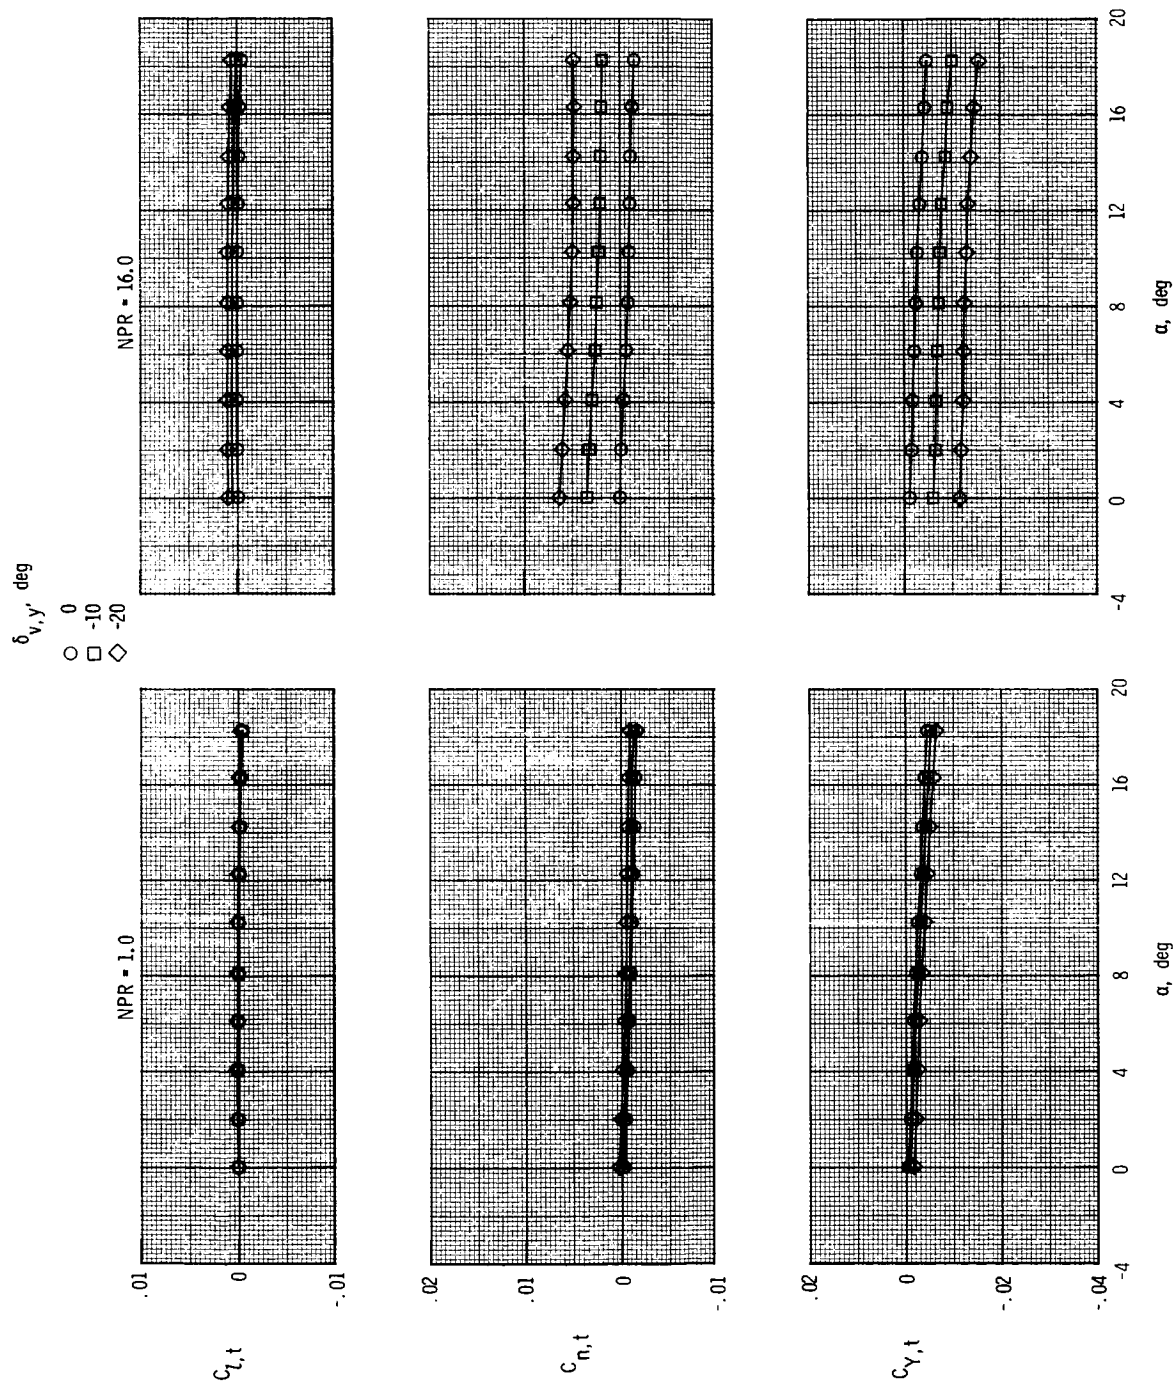 δv,y, deg
○ 0
□ -10
◇ -20
NPR = 1.0
NPR = 16.0
Cl,t
.01
0
-.01
Cn,t
.02
.01
0
-.01
CY,t
.02
0
-.02
-.04
-4 0 4 8 12 16 20
α, deg
-4 0 4 8 12 16 20
α, deg